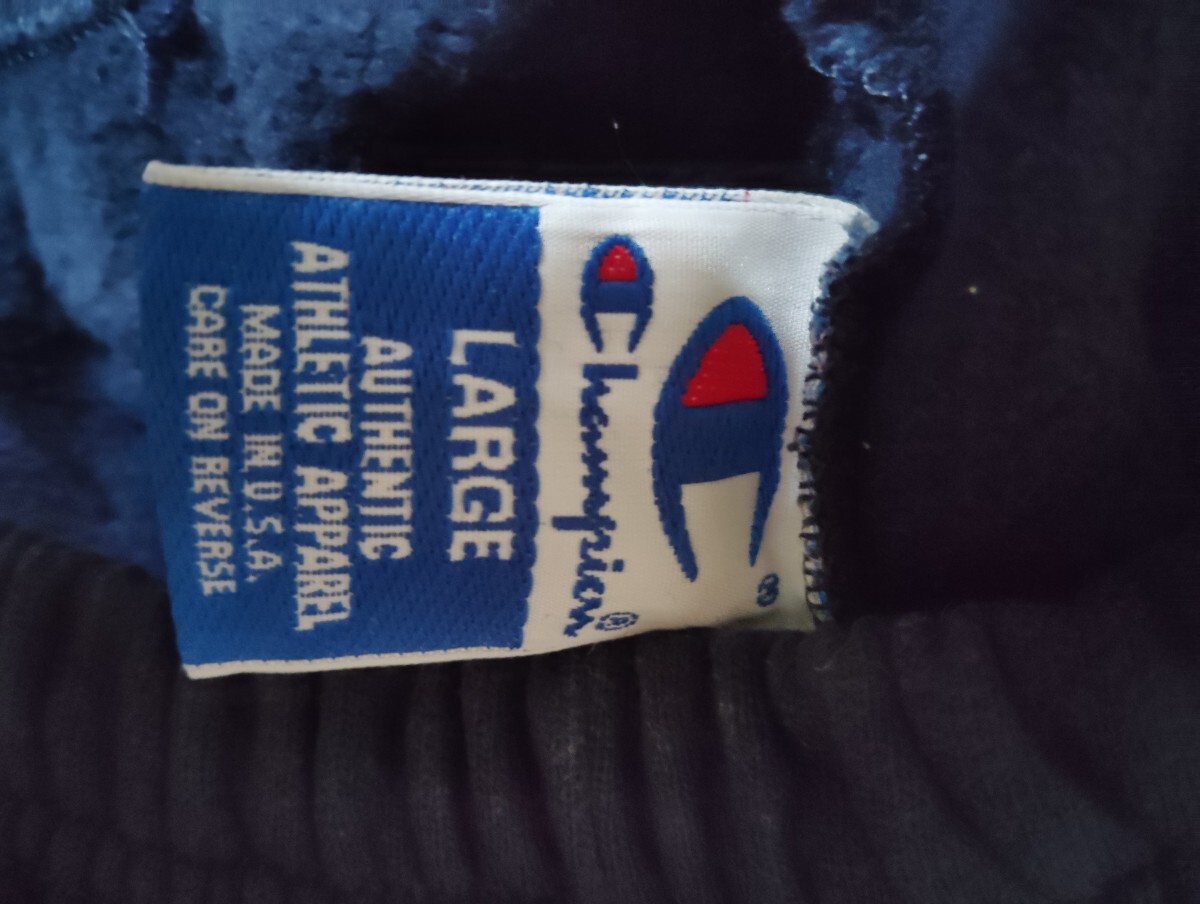 Champion®
LARGE
AUTHENTIC
ATHLETIC APPAREL
MADE IN U.S.A.
CARE ON REVERSE